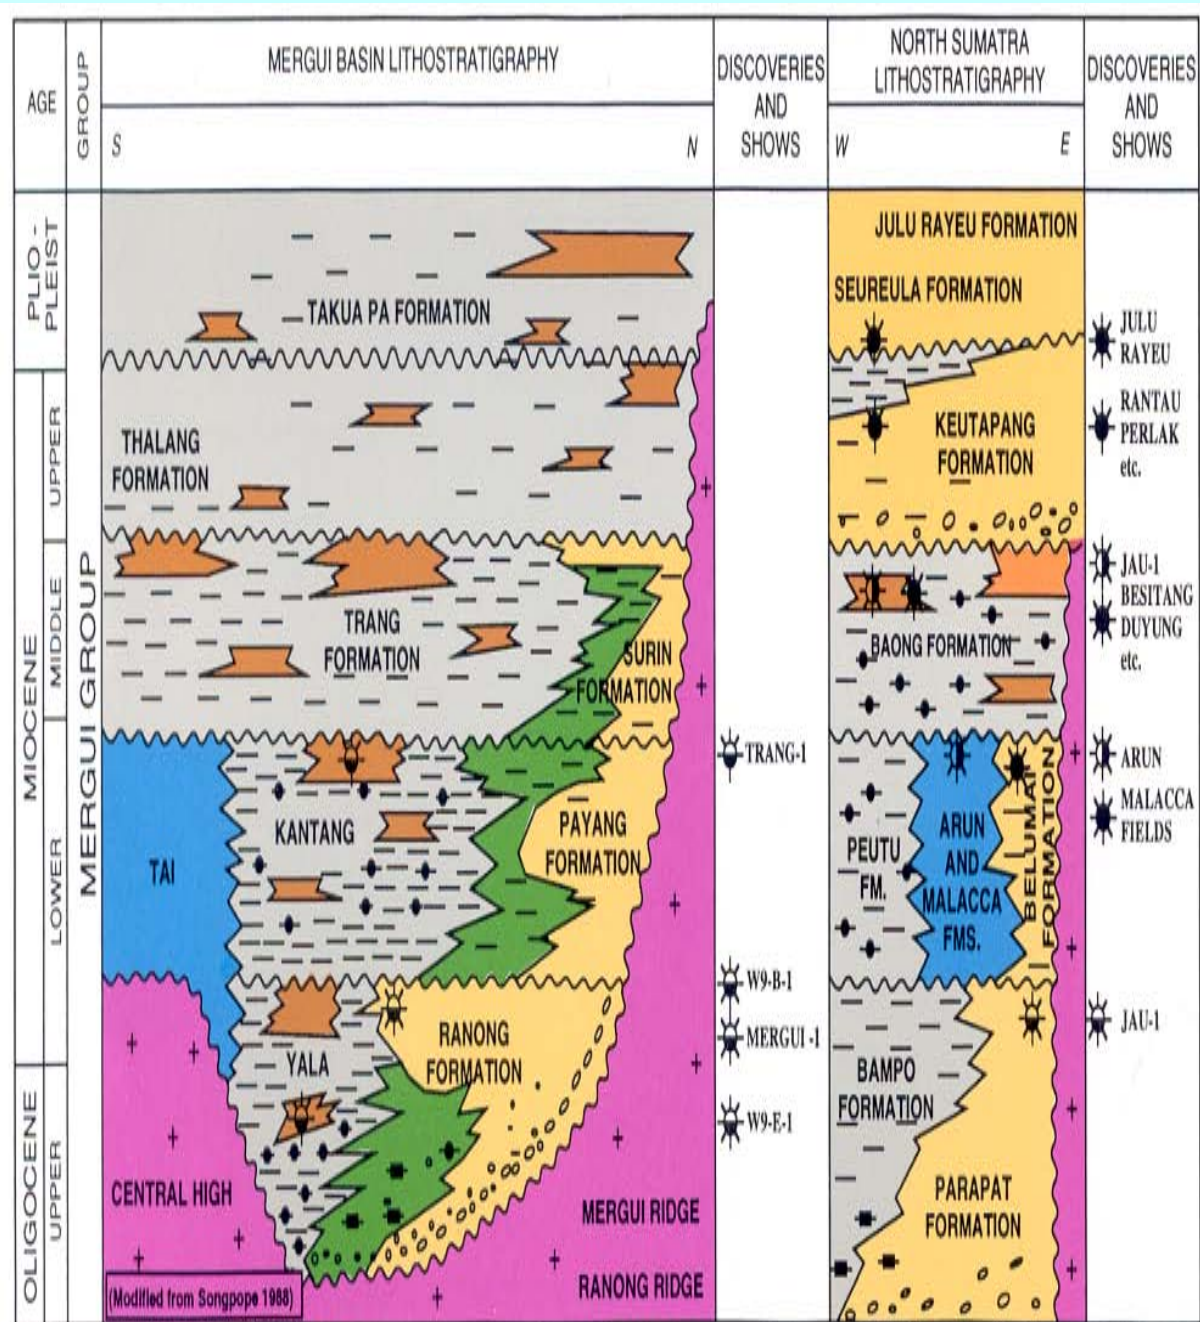 AGE
GROUP
MERGUI BASIN LITHOSTRATIGRAPHY
S
N
DISCOVERIES
AND
SHOWS
NORTH SUMATRA
LITHOSTRATIGRAPHY
W
E
DISCOVERIES
AND
SHOWS
PLIO -
PLEIST
MIOCENE
UPPER
MIDDLE
LOWER
OLIGOCENE
UPPER
MERGUI GROUP
TAKUA PA FORMATION
THALANG
FORMATION
TRANG
FORMATION
SURIN
FORMATION
TAI
KANTANG
PAYANG
FORMATION
YALA
RANONG
FORMATION
CENTRAL HIGH
MERGUI RIDGE
RANONG RIDGE
(Modified from Songpope 1988)
TRANG-1
W9-B-1
MERGUI -1
W9-E-1
JULU RAYEU FORMATION
SEUREULA FORMATION
KEUTAPANG
FORMATION
BAONG FORMATION
PEUTU
FM.
ARUN
AND
MALACCA
FMS.
BELUMAI
FORMATION
BAMPO
FORMATION
PARAPAT
FORMATION
JULU
RAYEU
RANTAU
PERLAK
etc.
JAU-1
BESITANG
DUYUNG
etc.
ARUN
MALACCA
FIELDS
JAU-1